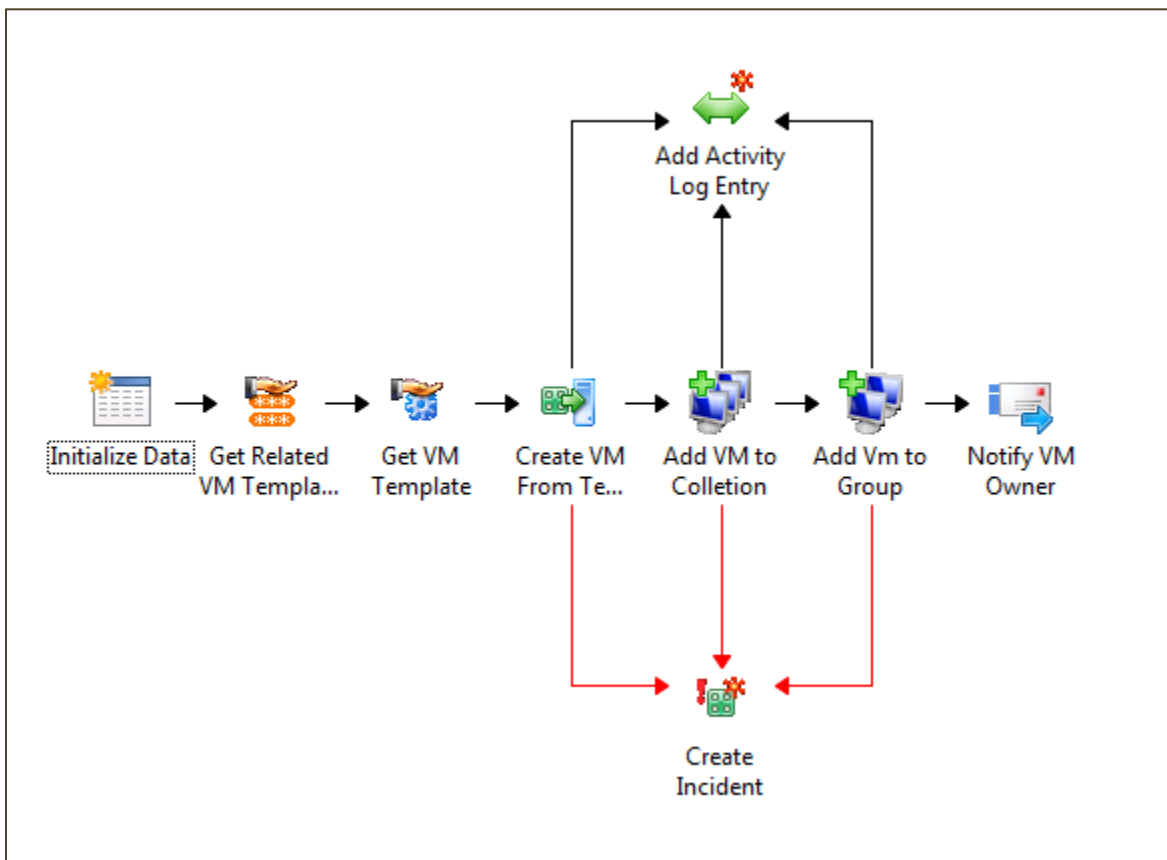 Add Activity
Log Entry
Initialize Data
Get Related
VM Templa...
Get VM
Template
Create VM
From Te...
Add VM to
Colletion
Add Vm to
Group
Notify VM
Owner
Create
Incident